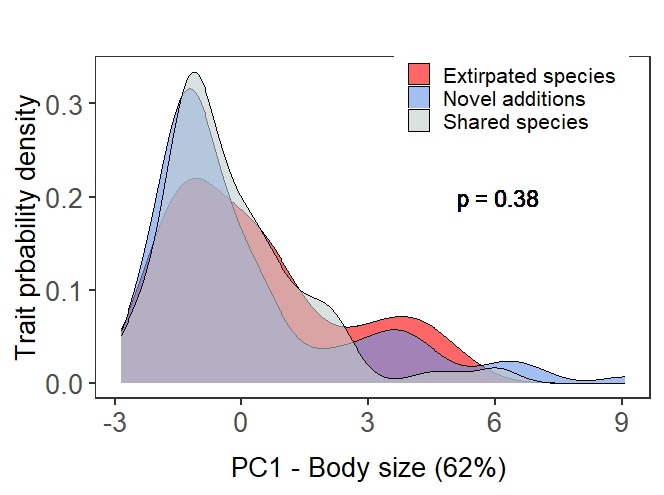 Extirpated species
Novel additions
Shared species
p = 0.38
Trait prbability density
0.3
0.2
0.1
0.0
-3 0 3 6 9
PC1 - Body size (62%)